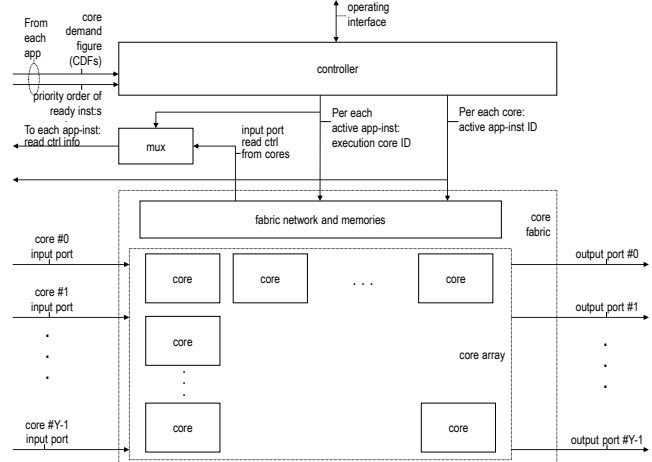 operating
interface
From
each
app
core
demand
figure
(CDFs)
controller
priority order of
ready inst:s
To each app-inst:
read ctrl info
mux
input port
read ctrl
from cores
Per each
active app-inst:
execution core ID
Per each core:
active app-inst ID
fabric network and memories
core
fabric
core #0
input port
core
core
. . .
core
output port #0
core #1
input port
core
output port #1
core array
core #Y-1
input port
core
core
output port #Y-1